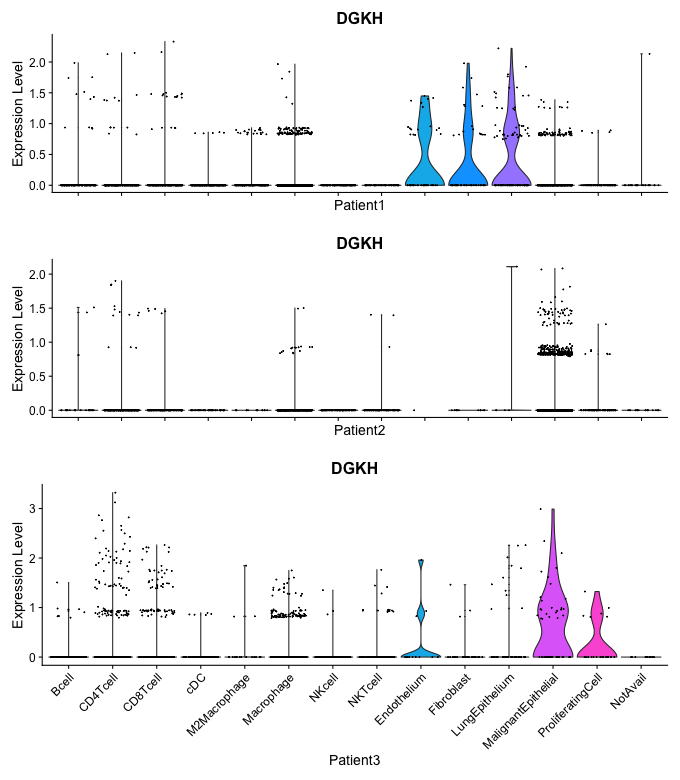 DGKH
Expression Level
2.0
1.5
1.0
0.5
0.0
Patient1
DGKH
Expression Level
2.0
1.5
1.0
0.5
0.0
Patient2
DGKH
Expression Level
3
2
1
0
Bcell
CD4Tcell
CD8Tcell
cDC
M2Macrophage
Macrophage
NKcell
NKTcell
Endothelium
Fibroblast
LungEpithelium
MalignantEpithelial
ProliferatingCell
NotAvail
Patient3